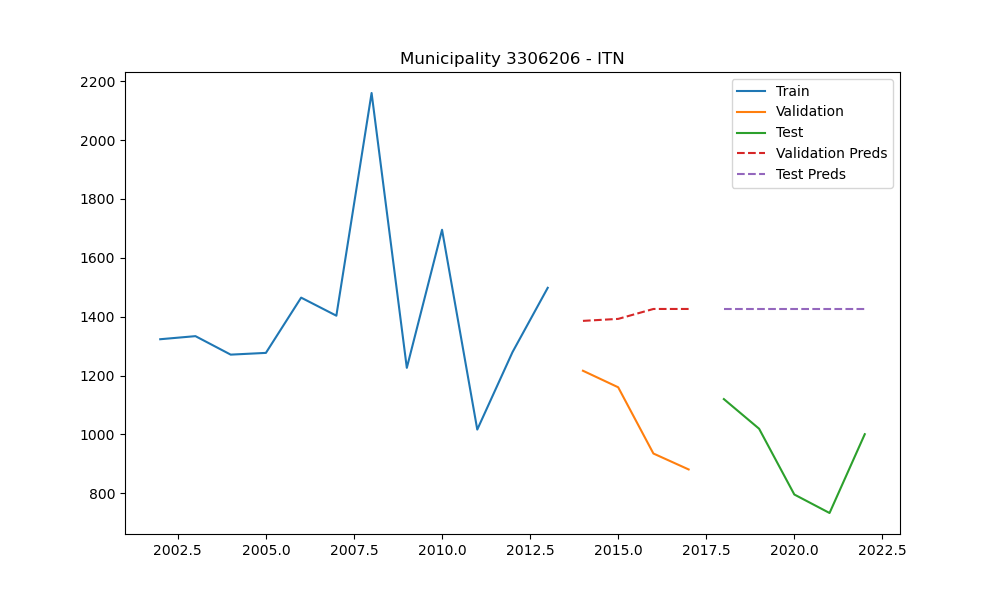 Municipality 3306206 - ITN
2200
2000
1800
1600
1400
1200
1000
800
2002.5 2005.0 2007.5 2010.0 2012.5 2015.0 2017.5 2020.0 2022.5
Train
Validation
Test
Validation Preds
Test Preds